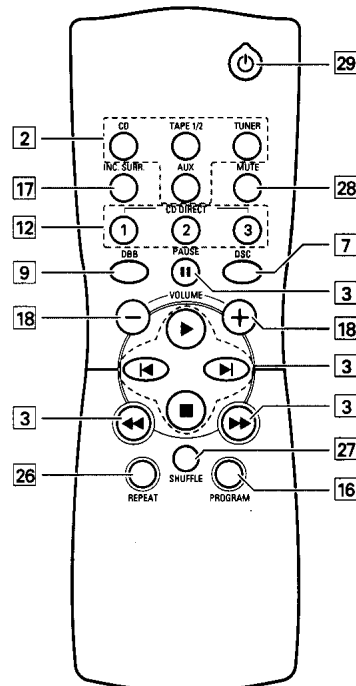 29
CD TAPE 1/2 TUNER
2
INC. SURR. AUX MUTE
17
28
CD DIRECT
12
1 2 3
7
DBB PAUSE DSC
9
3
VOLUME
18
18
3
3
3
27
26
REPEAT SHUFFLE PROGRAM
16